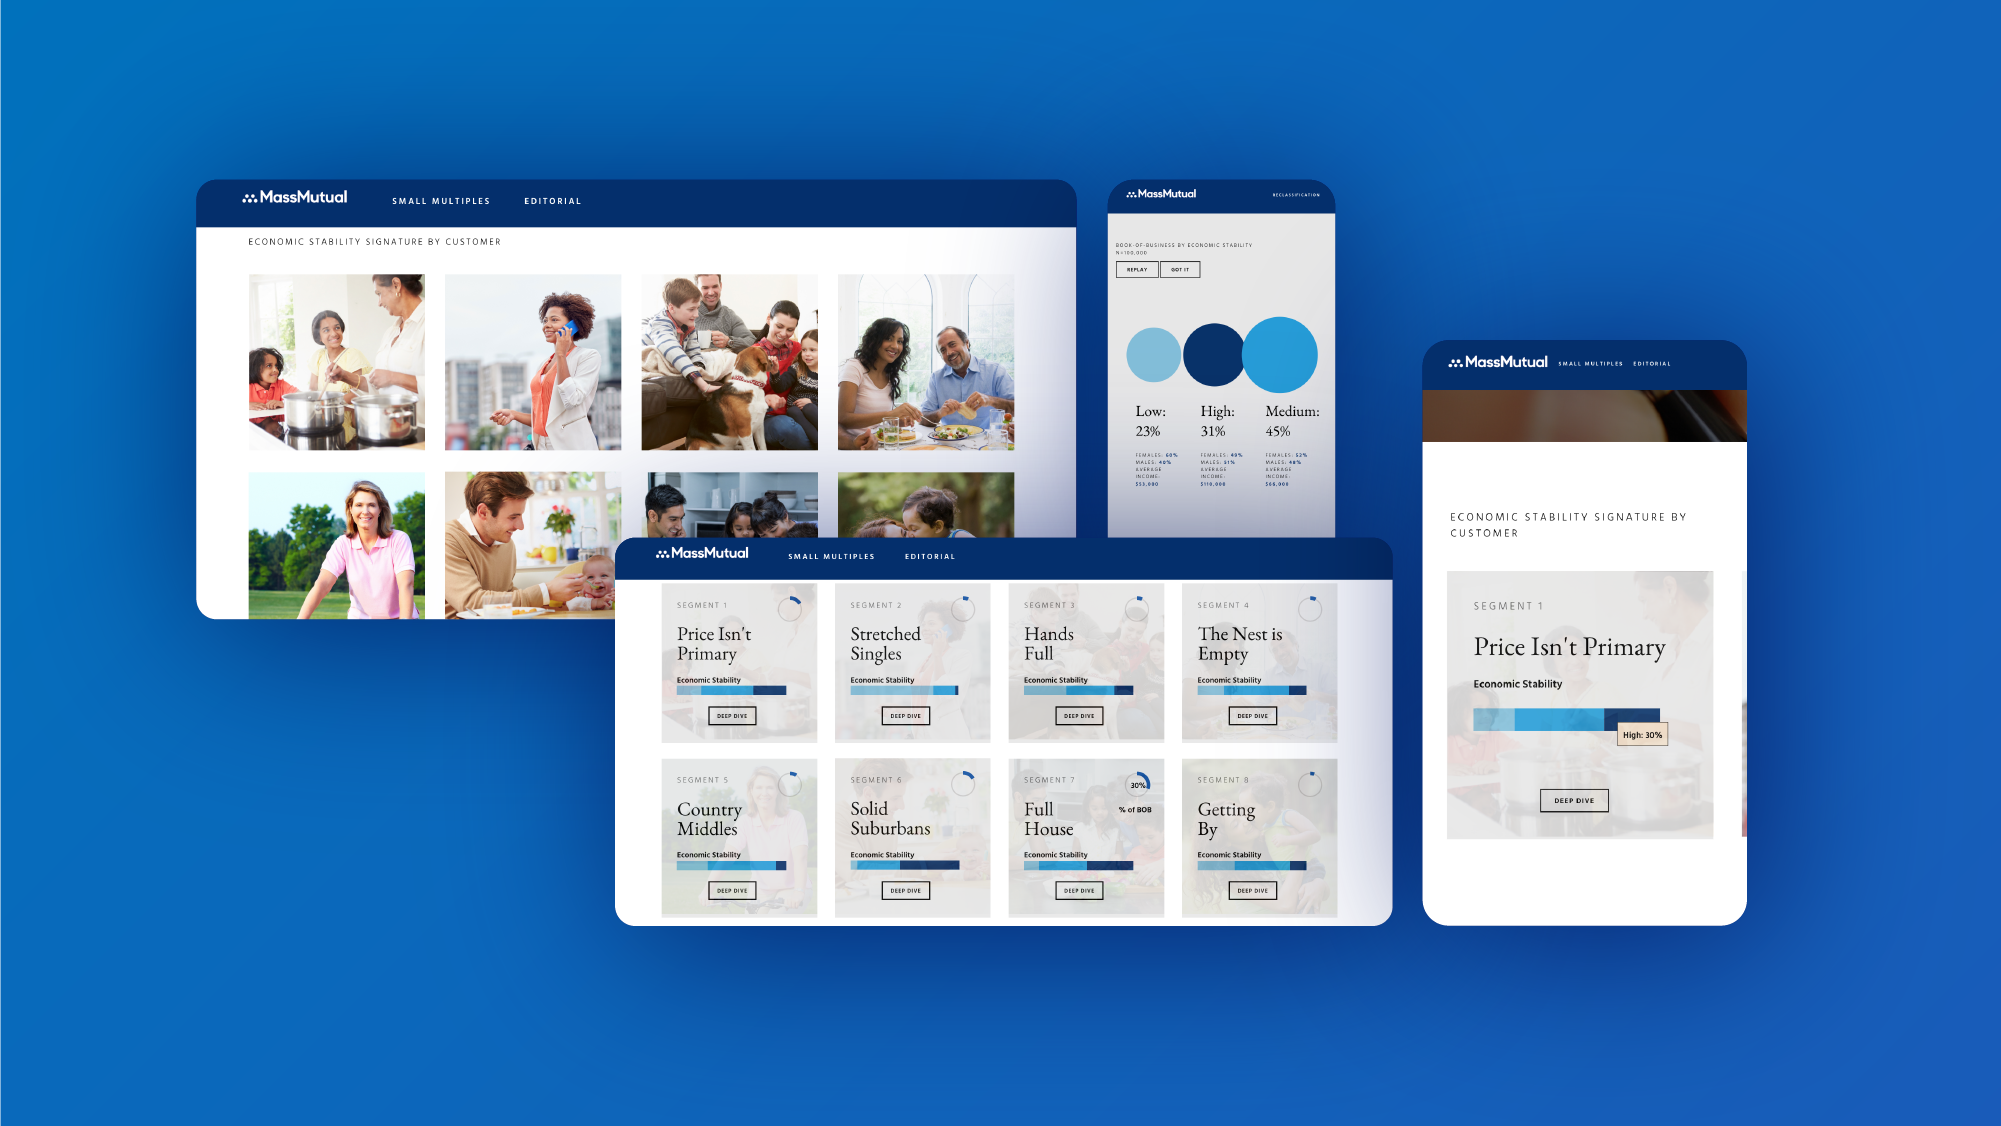 MassMutual
SMALL MULTIPLES
EDITORIAL
ECONOMIC STABILITY SIGNATURE BY CUSTOMER
MassMutual
RECLASSIFICATION
BOOK-OF-BUSINESS BY ECONOMIC STABILITY
N=100,000
REPLAY
GOT IT
Low:
23%
High:
31%
Medium:
45%
FEMALES: 60%
MALES: 40%
AVERAGE
INCOME:
$53,000
FEMALES: 49%
MALES: 51%
AVERAGE
INCOME:
$110,000
FEMALES: 52%
MALES: 48%
AVERAGE
INCOME:
MassMutual
SMALL MULTIPLES
EDITORIAL
SEGMENT 1
Price Isn't
Primary
Economic Stability
DEEP DIVE
SEGMENT 2
Stretched
Singles
Economic Stability
DEEP DIVE
SEGMENT 3
Hands
Full
Economic Stability
DEEP DIVE
SEGMENT 4
The Nest is
Empty
Economic Stability
DEEP DIVE
SEGMENT 5
Country
Middles
Economic Stability
DEEP DIVE
SEGMENT 6
Solid
Suburbans
Economic Stability
DEEP DIVE
SEGMENT 7
30%
% of BOB
Full
House
Economic Stability
DEEP DIVE
SEGMENT 8
Getting
By
Economic Stability
DEEP DIVE
MassMutual
SMALL MULTIPLES
EDITORIAL
ECONOMIC STABILITY SIGNATURE BY
CUSTOMER
SEGMENT 1
Price Isn't Primary
Economic Stability
High: 30%
DEEP DIVE